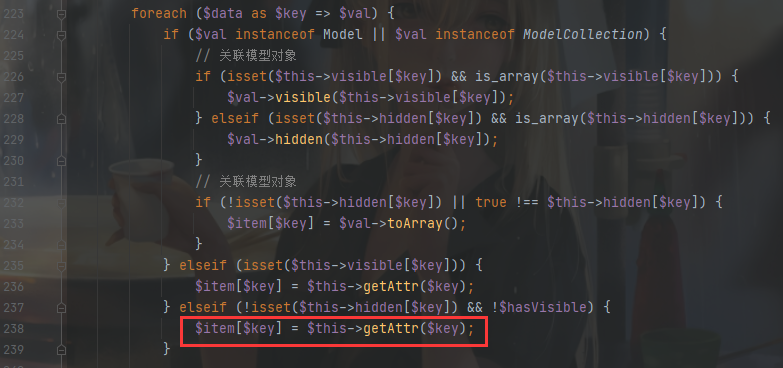 223 foreach ($data as $key => $val) {
224 if ($val instanceof Model || $val instanceof ModelCollection) {
225 // 关联模型对象
226 if (isset($this->visible[$key]) && is_array($this->visible[$key])) {
227 $val->visible($this->visible[$key]);
228 } elseif (isset($this->hidden[$key]) && is_array($this->hidden[$key])) {
229 $val->hidden($this->hidden[$key]);
230 }
231 // 关联模型对象
232 if (!isset($this->hidden[$key]) || true !== $this->hidden[$key]) {
233 $item[$key] = $val->toArray();
234 }
235 } elseif (isset($this->visible[$key])) {
236 $item[$key] = $this->getAttr($key);
237 } elseif (!isset($this->hidden[$key]) && !$hasVisible) {
238 $item[$key] = $this->getAttr($key);
239 }